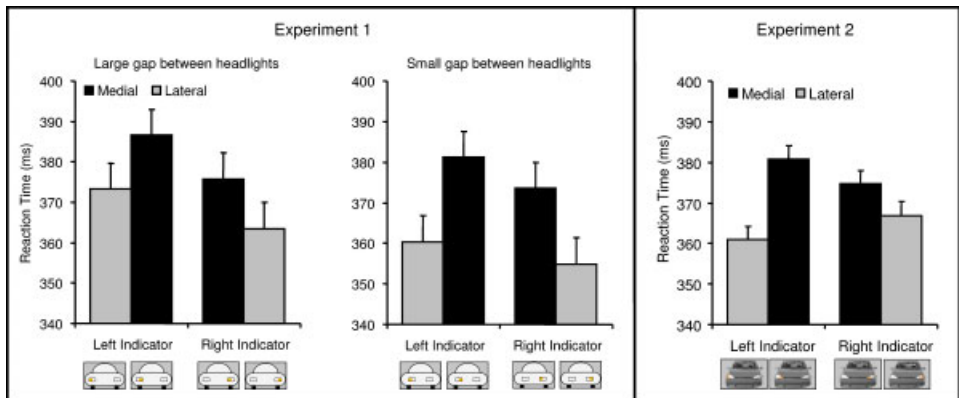 Experiment 1
Experiment 2
Large gap between headlights
Small gap between headlights
Reaction Time (ms)
400
390
380
370
360
350
340
Medial
Lateral
Left Indicator
Right Indicator
400
390
380
370
360
350
340
Left Indicator
Right Indicator
Reaction Time (ms)
400
390
380
370
360
350
340
Medial
Lateral
Left Indicator
Right Indicator